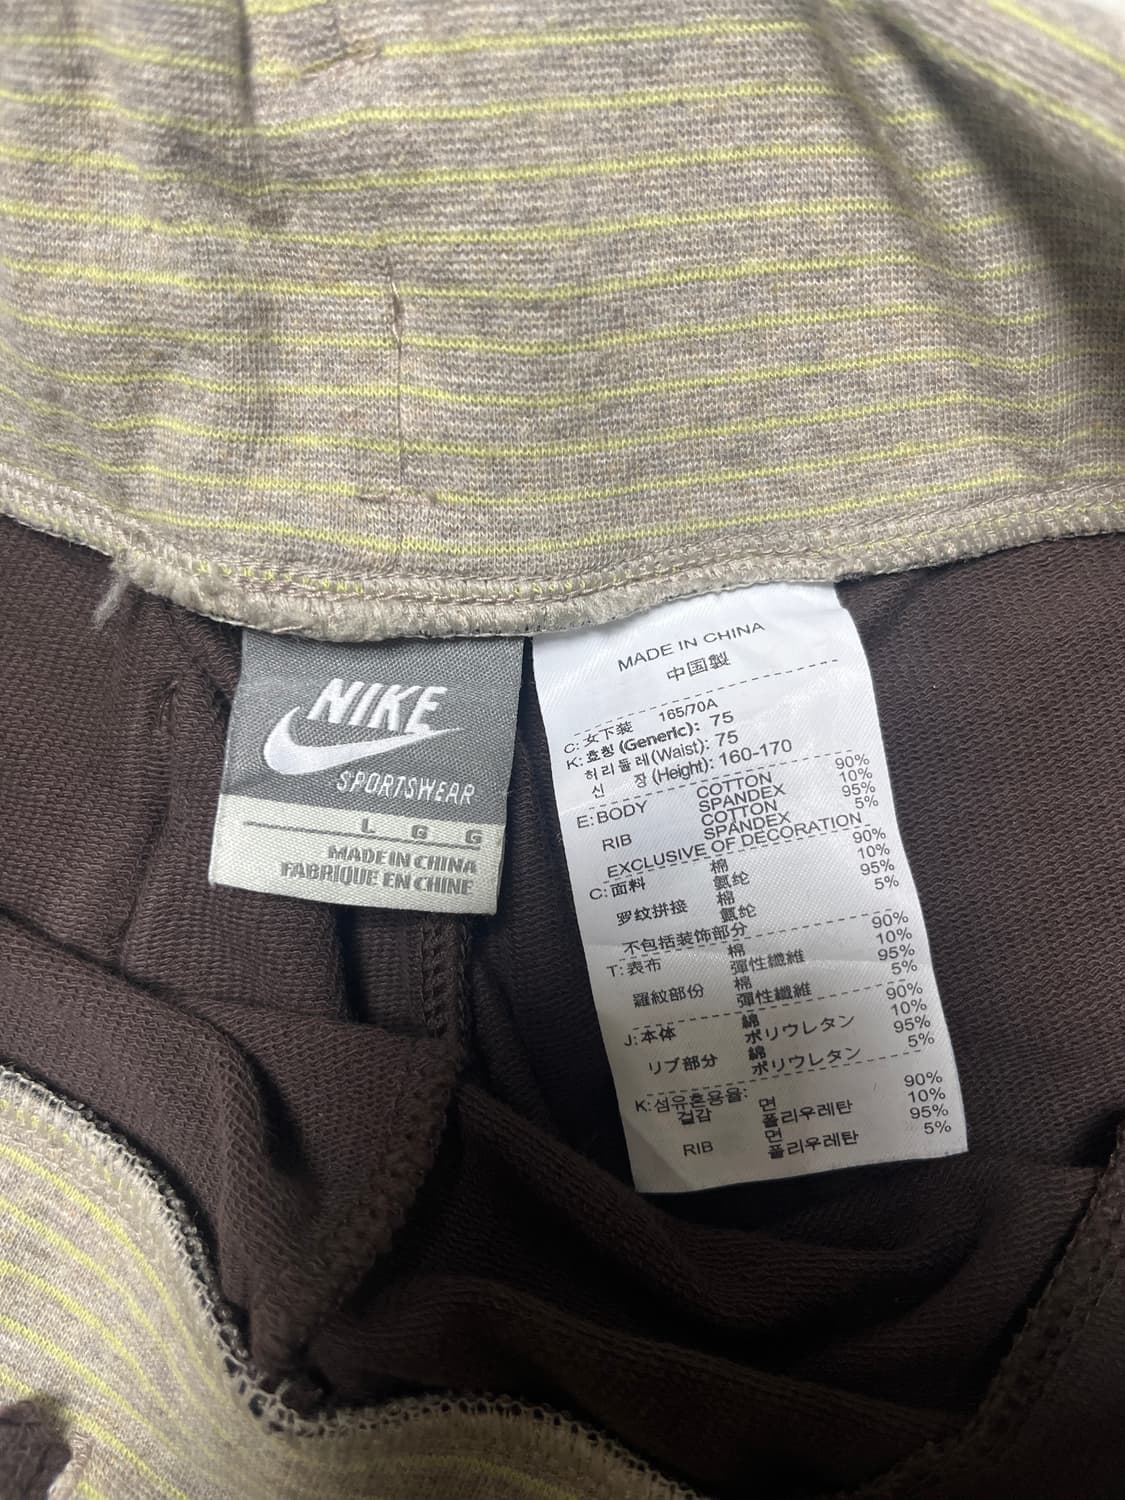 NIKE
SPORTSWEAR
L G G
MADE IN CHINA
FABRIQUE EN CHINE
MADE IN CHINA
中国製
C: 女下装 165/70A
K: 호칭 (Generic): 75
허리둘레(Waist): 75
신 장 (Height): 160-170
E: BODY COTTON 90%
SPANDEX 10%
RIB COTTON 95%
SPANDEX 5%
EXCLUSIVE OF DECORATION
C: 面料 棉 90%
氨纶 10%
罗纹拼接 棉 95%
氨纶 5%
不包括装饰部分
T: 表布 棉 90%
彈性纖維 10%
羅紋部份 棉 95%
彈性纖維 5%
J: 本体 綿 90%
ポリウレタン 10%
リブ部分 綿 95%
ポリウレタン 5%
K: 섬유혼용율:
겉감 면 90%
폴리우레탄 10%
RIB 면 95%
폴리우레탄 5%